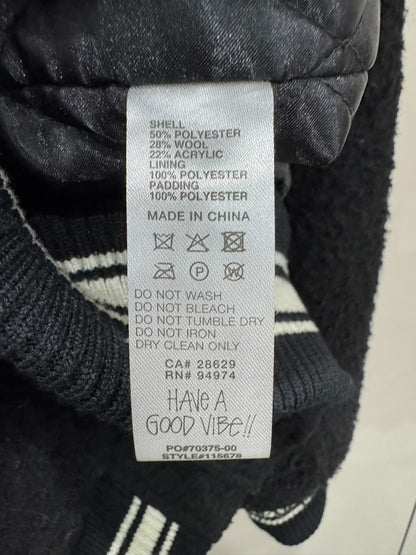 SHELL
50% POLYESTER
28% WOOL
22% ACRYLIC
LINING
100% POLYESTER
PADDING
100% POLYESTER
MADE IN CHINA
P W
DO NOT WASH
DO NOT BLEACH
DO NOT TUMBLE DRY
DO NOT IRON
DRY CLEAN ONLY
CA# 28629
RN# 94974
HAVE A
GOOD VIBE!!
PO#70375-00
STYLE#115678